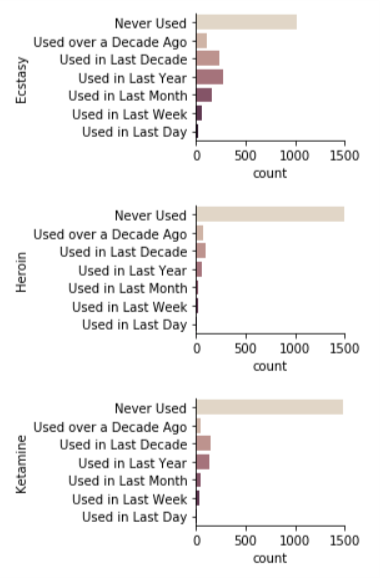 Ecstasy
Never Used
Used over a Decade Ago
Used in Last Decade
Used in Last Year
Used in Last Month
Used in Last Week
Used in Last Day
0 500 1000 1500
count
Heroin
Never Used
Used over a Decade Ago
Used in Last Decade
Used in Last Year
Used in Last Month
Used in Last Week
Used in Last Day
0 500 1000 1500
count
Ketamine
Never Used
Used over a Decade Ago
Used in Last Decade
Used in Last Year
Used in Last Month
Used in Last Week
Used in Last Day
0 500 1000 1500
count